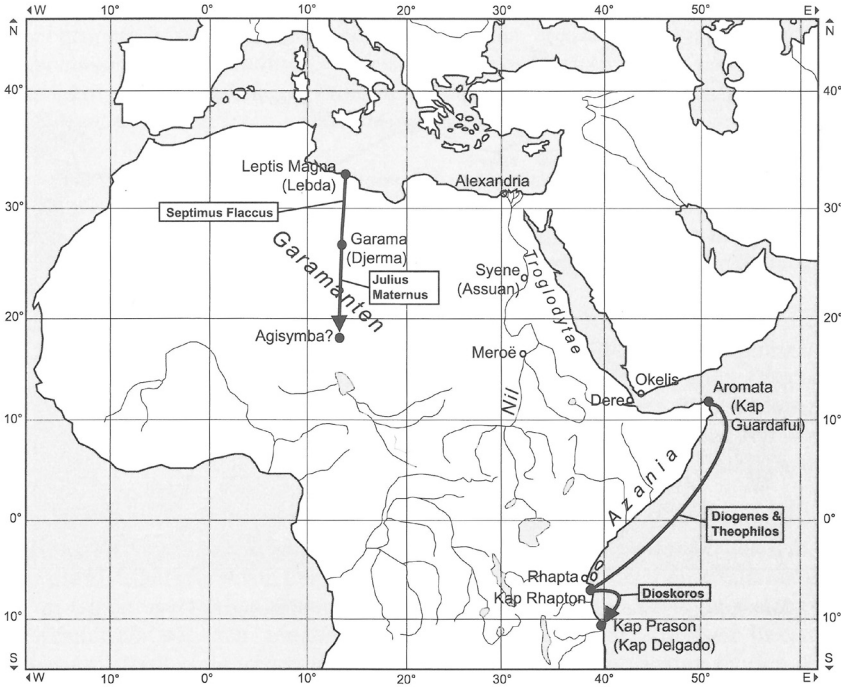 W 10° 0° 10° 20° 30° 40° 50° E
N
N
40°
40°
Leptis Magna
(Lebda)
Alexandria
30°
30°
Septimus Flaccus
Garama
(Djerma)
Garamanten
Julius
Maternus
Syene
(Assuan)
Troglodytae
20°
20°
Agisymba?
Meroë
Nil
Okelis
Dere
Aromata
(Kap
Guardafui)
10°
10°
Azania
Diogenes &
Theophilos
0°
0°
Rhapta
Kap Rhapton
Dioskoros
10°
10°
Kap Prason
(Kap Delgado)
S
S
W 10° 0° 10° 20° 30° 40° 50° E